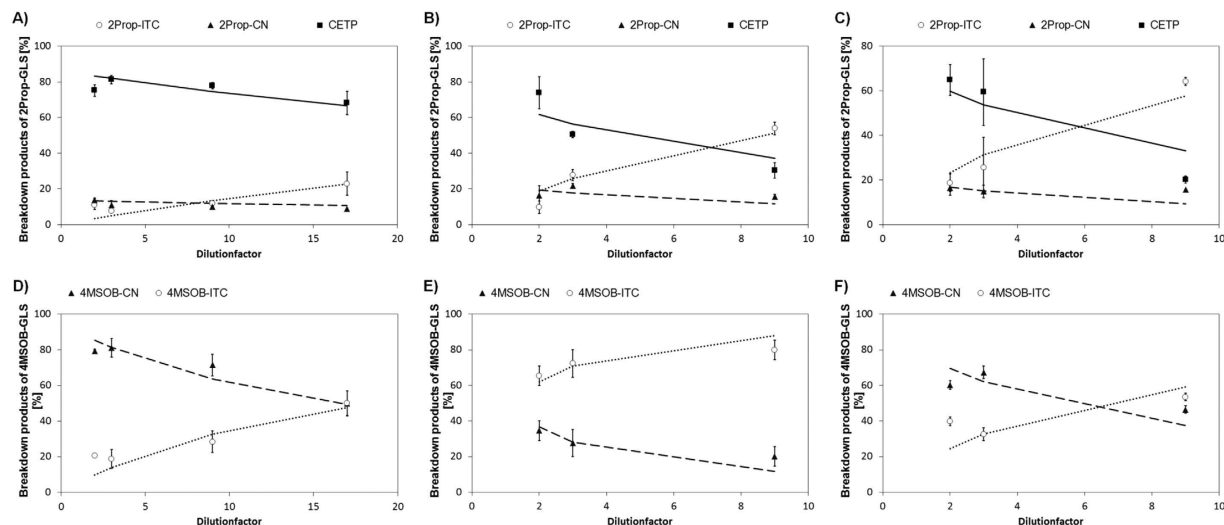 A)
○ 2Prop-ITC ▲ 2Prop-CN ■ CETP
Breakdown products of 2Prop-GLS [%]
100
80
60
40
20
0
0 5 10 15 20
Dilutionfactor
B)
○ 2Prop-ITC ▲ 2Prop-CN ■ CETP
Breakdown products of 2Prop-GLS [%]
100
80
60
40
20
0
0 2 4 6 8 10
Dilutionfactor
C)
○ 2Prop-ITC ▲ 2Prop-CN ■ CETP
Breakdown products of 2Prop-GLS [%]
80
60
40
20
0
0 2 4 6 8 10
Dilutionfactor
D)
▲ 4MSOB-CN ○ 4MSOB-ITC
Breakdown products of 4MSOB-GLS
[%]
100
80
60
40
20
0
0 5 10 15 20
Dilutionfactor
E)
▲ 4MSOB-CN ○ 4MSOB-ITC
Breakdown products of 4MSOB-GLS
[%]
100
80
60
40
20
0
0 2 4 6 8 10
Dilutionfactor
F)
▲ 4MSOB-CN ○ 4MSOB-ITC
Breakdown products of 4MSOB-GLS
[%]
100
80
60
40
20
0
0 2 4 6 8 10
Dilutionfactor